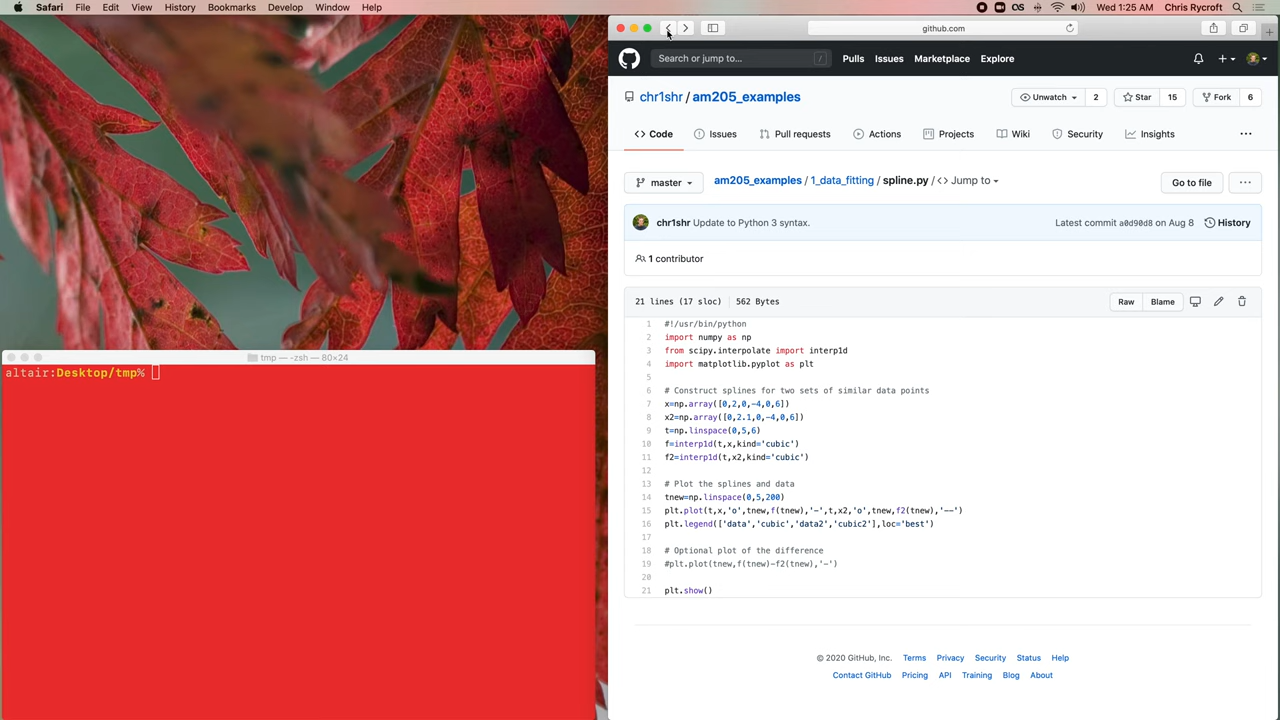 Safari File Edit View History Bookmarks Develop Window Help
OS Wed 1:25 AM Chris Rycroft
github.com
Search or jump to... /
Pulls Issues Marketplace Explore
chr1shr / am205_examples
Unwatch 2 Star 15 Fork 6
Code Issues Pull requests Actions Projects Wiki Security Insights
master
am205_examples / 1_data_fitting / spline.py / <> Jump to
Go to file
chr1shr Update to Python 3 syntax.
Latest commit a0d90d8 on Aug 8 History
1 contributor
21 lines (17 sloc) 562 Bytes
Raw Blame
1 #!/usr/bin/python
2 import numpy as np
3 from scipy.interpolate import interp1d
4 import matplotlib.pyplot as plt
5
6 # Construct splines for two sets of similar data points
7 x=np.array([0,2,0,-4,0,6])
8 x2=np.array([0,2.1,0,-4,0,6])
9 t=np.linspace(0,5,6)
10 f=interp1d(t,x,kind='cubic')
11 f2=interp1d(t,x2,kind='cubic')
12
13 # Plot the splines and data
14 tnew=np.linspace(0,5,200)
15 plt.plot(t,x,'o',tnew,f(tnew),'-',t,x2,'o',tnew,f2(tnew),'--')
16 plt.legend(['data','cubic','data2','cubic2'],loc='best')
17
18 # Optional plot of the difference
19 #plt.plot(tnew,f(tnew)-f2(tnew),'-')
20
21 plt.show()
© 2020 GitHub, Inc. Terms Privacy Security Status Help
Contact GitHub Pricing API Training Blog About
tmp — -zsh — 80×24
altair:Desktop/tmp%